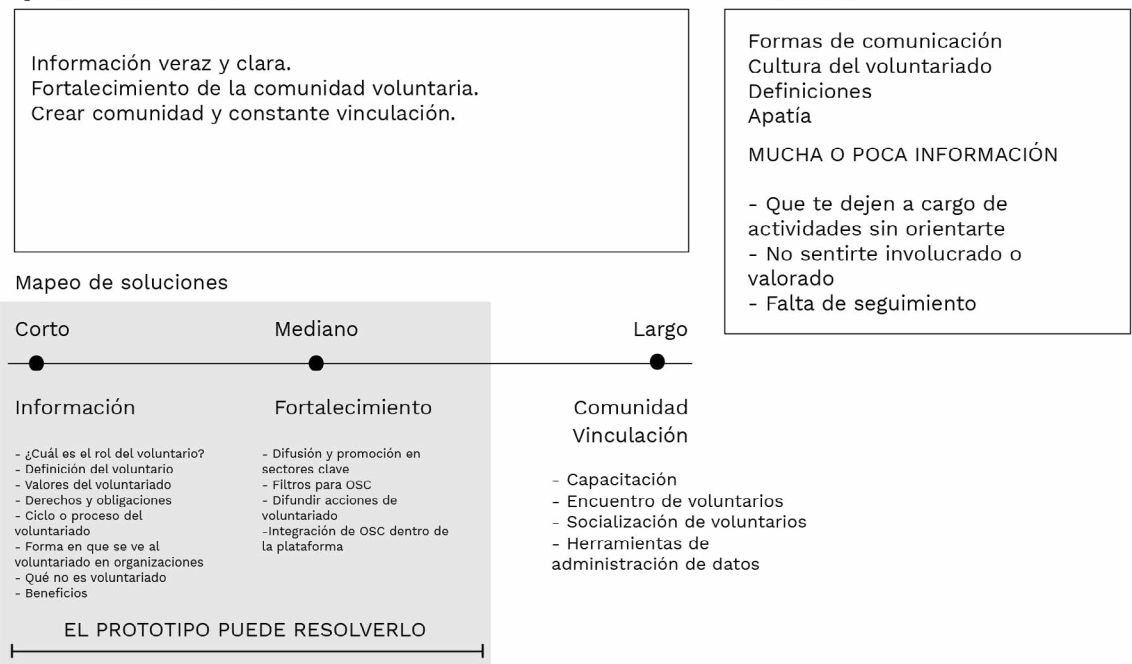 Información veraz y clara.
Fortalecimiento de la comunidad voluntaria.
Crear comunidad y constante vinculación.
Formas de comunicación
Cultura del voluntariado
Definiciones
Apatía
MUCHA O POCA INFORMACIÓN
- Que te dejen a cargo de
actividades sin orientarte
- No sentirte involucrado o
valorado
- Falta de seguimiento
Mapeo de soluciones
Corto
Mediano
Largo
Información
- ¿Cuál es el rol del voluntario?
- Definición del voluntario
- Valores del voluntariado
- Derechos y obligaciones
- Ciclo o proceso del
voluntariado
- Forma en que se ve al
voluntariado en organizaciones
- Qué no es voluntariado
- Beneficios
Fortalecimiento
- Difusión y promoción en
sectores clave
- Filtros para OSC
- Difundir acciones de
voluntariado
-Integración de OSC dentro de
la plataforma
Comunidad
Vinculación
- Capacitación
- Encuentro de voluntarios
- Socialización de voluntarios
- Herramientas de
administración de datos
EL PROTOTIPO PUEDE RESOLVERLO